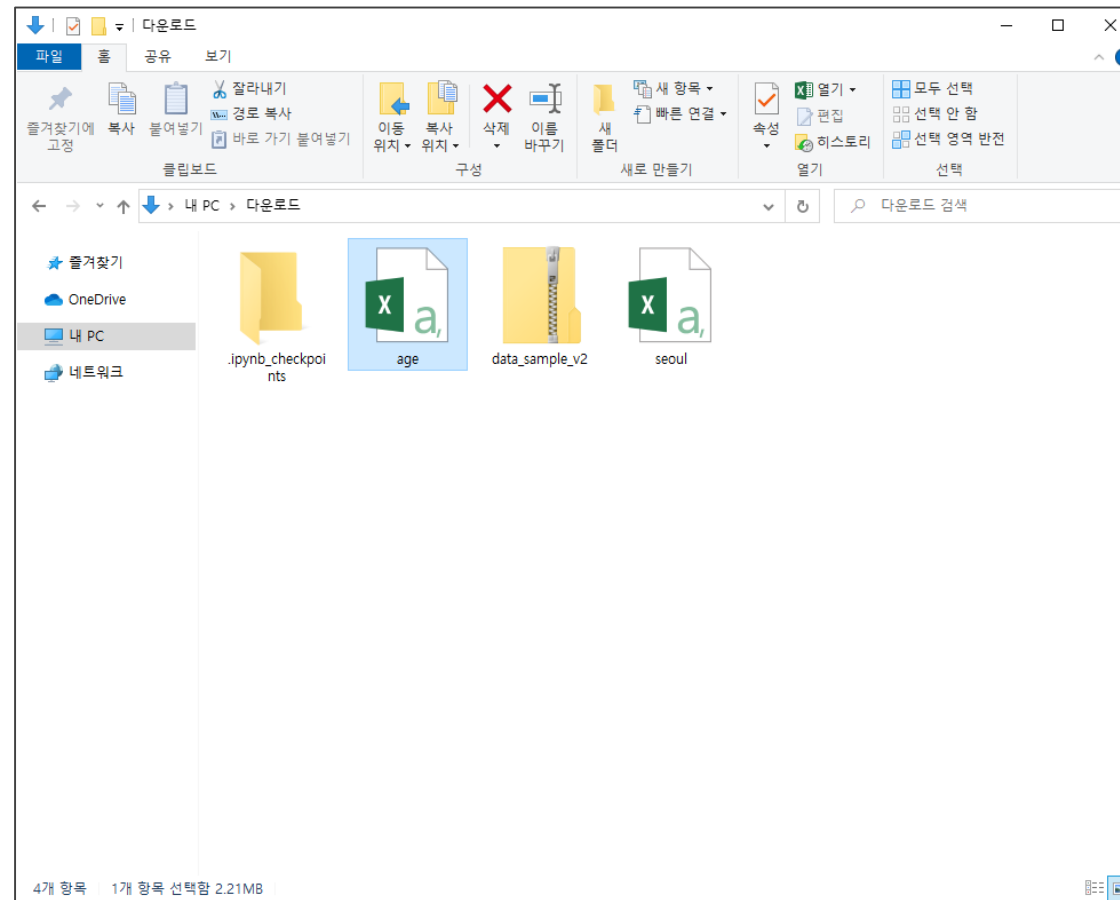 다운로드
파일 홈 공유 보기
즐겨찾기에
고정
복사
붙여넣기
잘라내기
경로 복사
바로 가기 붙여넣기
클립보드
이동
위치
복사
위치
삭제
이름
바꾸기
구성
새
폴더
새 항목
빠른 연결
새로 만들기
속성
열기
편집
히스토리
열기
모두 선택
선택 안 함
선택 영역 반전
선택
내 PC › 다운로드
다운로드 검색
즐겨찾기
OneDrive
내 PC
네트워크
.ipynb_checkpoi
nts
age
data_sample_v2
seoul
4개 항목 1개 항목 선택함 2.21MB